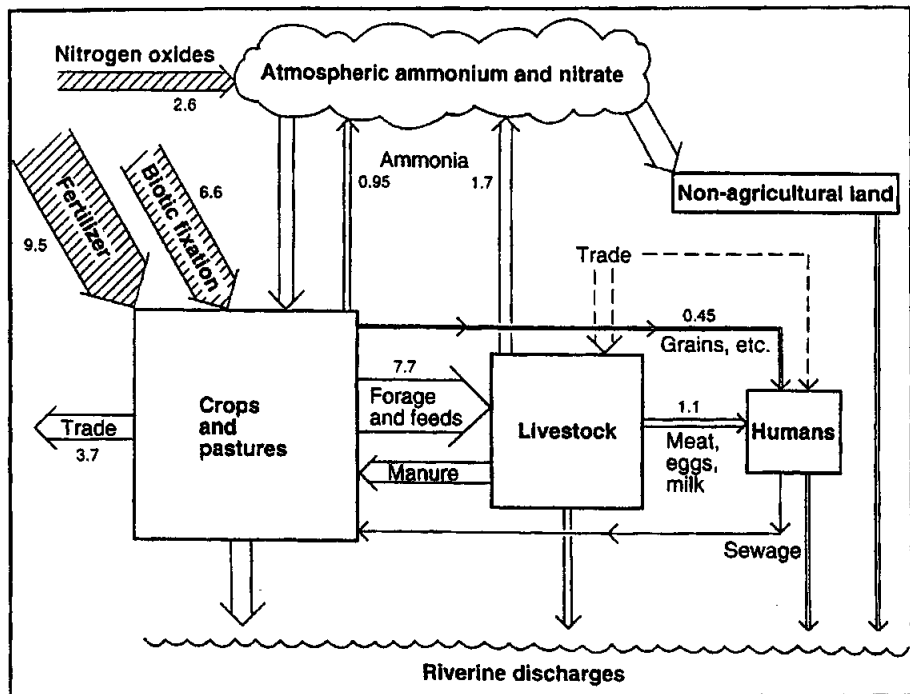 Nitrogen oxides
2.6
Atmospheric ammonium and nitrate
Fertilizer
9.5
Biotic fixation
6.6
Ammonia
0.95
1.7
Non-agricultural land
Trade
0.45
Grains, etc.
7.7
Forage
and feeds
Crops
and
pastures
Trade
3.7
Livestock
1.1
Meat,
eggs,
milk
Humans
Manure
Sewage
Riverine discharges